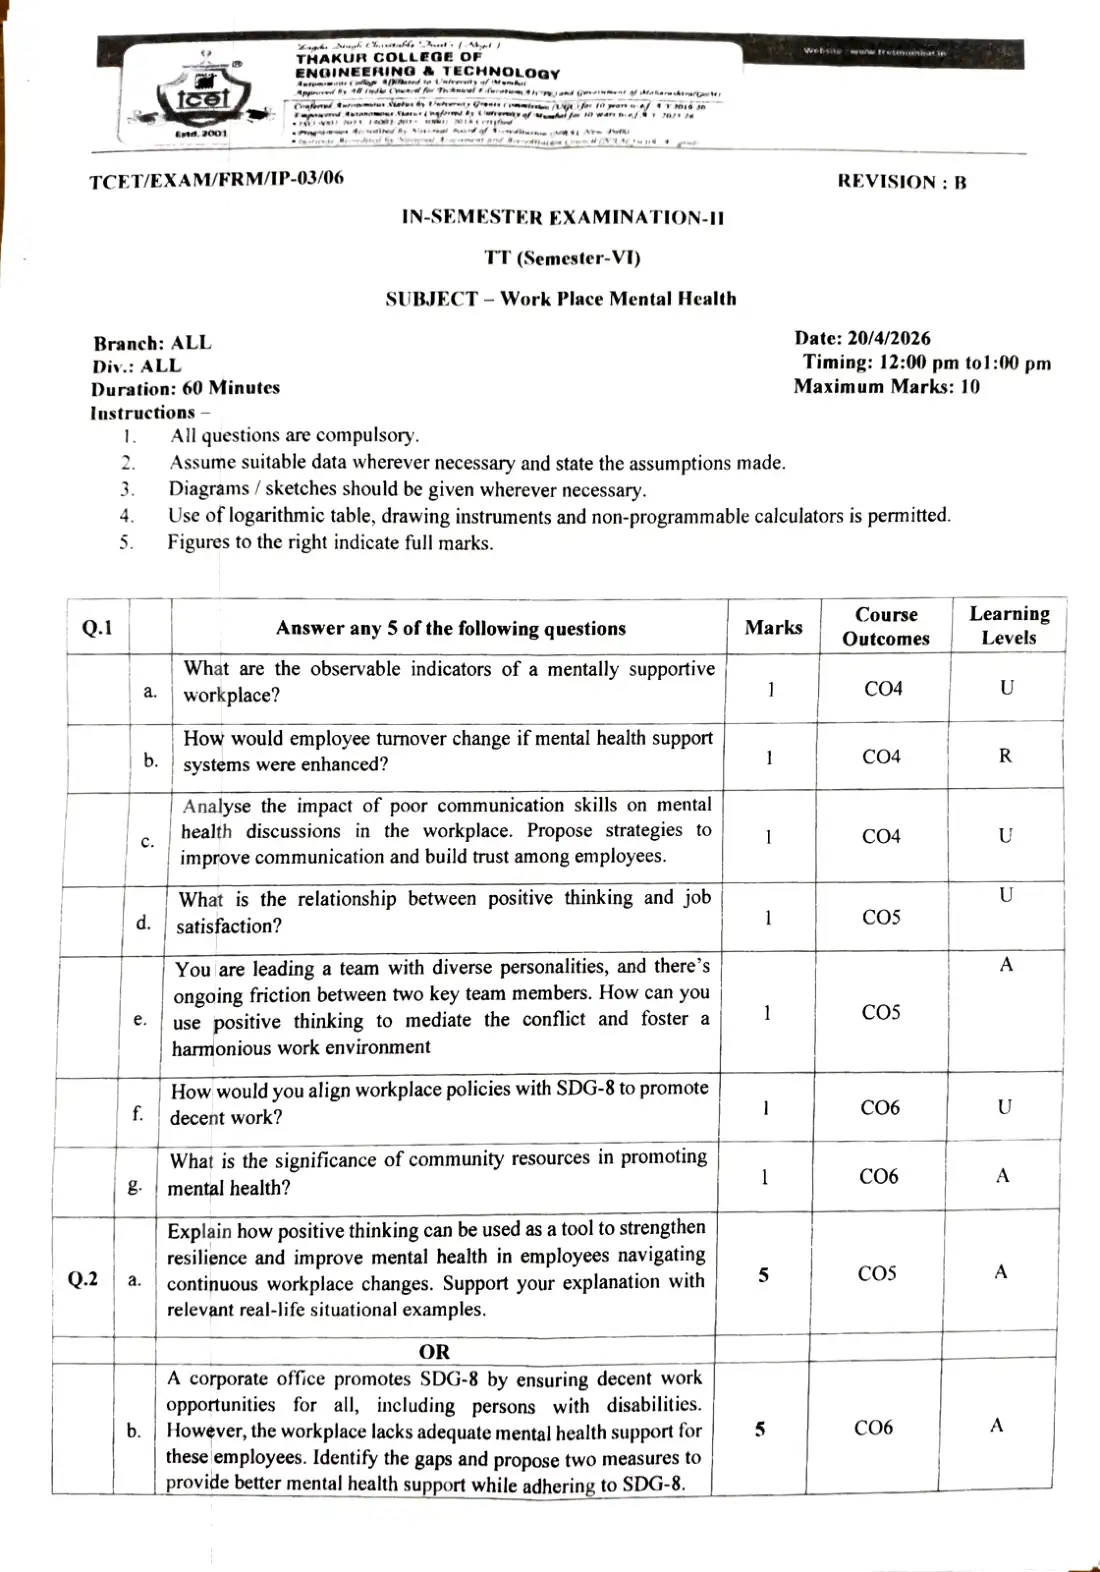 THAKUR COLLEGE OF
ENGINEERING & TECHNOLOGY
tcet
Estd. 2001
TCET/EXAM/FRM/IP-03/06
REVISION : B
IN-SEMESTER EXAMINATION-II
TT (Semester-VI)
SUBJECT – Work Place Mental Health
Branch: ALL
Date: 20/4/2026
Div.: ALL
Timing: 12:00 pm to1:00 pm
Duration: 60 Minutes
Maximum Marks: 10
Instructions –
1. All questions are compulsory.
2. Assume suitable data wherever necessary and state the assumptions made.
3. Diagrams / sketches should be given wherever necessary.
4. Use of logarithmic table, drawing instruments and non-programmable calculators is permitted.
5. Figures to the right indicate full marks.
Q.1 Answer any 5 of the following questions Marks Course Outcomes Learning Levels
a. What are the observable indicators of a mentally supportive
workplace? 1 CO4 U
b. How would employee turnover change if mental health support
systems were enhanced? 1 CO4 R
c. Analyse the impact of poor communication skills on mental
health discussions in the workplace. Propose strategies to
improve communication and build trust among employees. 1 CO4 U
d. What is the relationship between positive thinking and job
satisfaction? 1 CO5 U
e. You are leading a team with diverse personalities, and there's
ongoing friction between two key team members. How can you
use positive thinking to mediate the conflict and foster a
harmonious work environment 1 CO5 A
f. How would you align workplace policies with SDG-8 to promote
decent work? 1 CO6 U
g. What is the significance of community resources in promoting
mental health? 1 CO6 A
Q.2 a. Explain how positive thinking can be used as a tool to strengthen
resilience and improve mental health in employees navigating
continuous workplace changes. Support your explanation with
relevant real-life situational examples. 5 CO5 A
OR
b. A corporate office promotes SDG-8 by ensuring decent work
opportunities for all, including persons with disabilities.
However, the workplace lacks adequate mental health support for
these employees. Identify the gaps and propose two measures to
provide better mental health support while adhering to SDG-8. 5 CO6 A